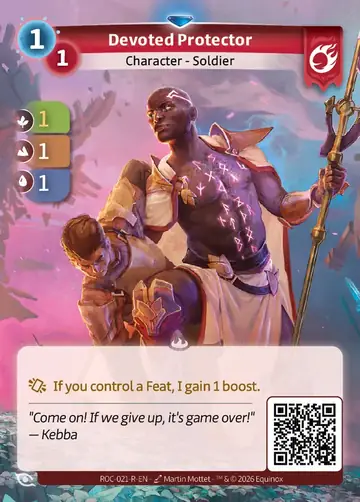 1
Devoted Protector
1
Character - Soldier
1
1
1
If you control a Feat, I gain 1 boost.
"Come on! If we give up, it's game over!"
— Kebba
ROC-021-R-EN - Martin Mottet - ™ & © 2026 Equinox